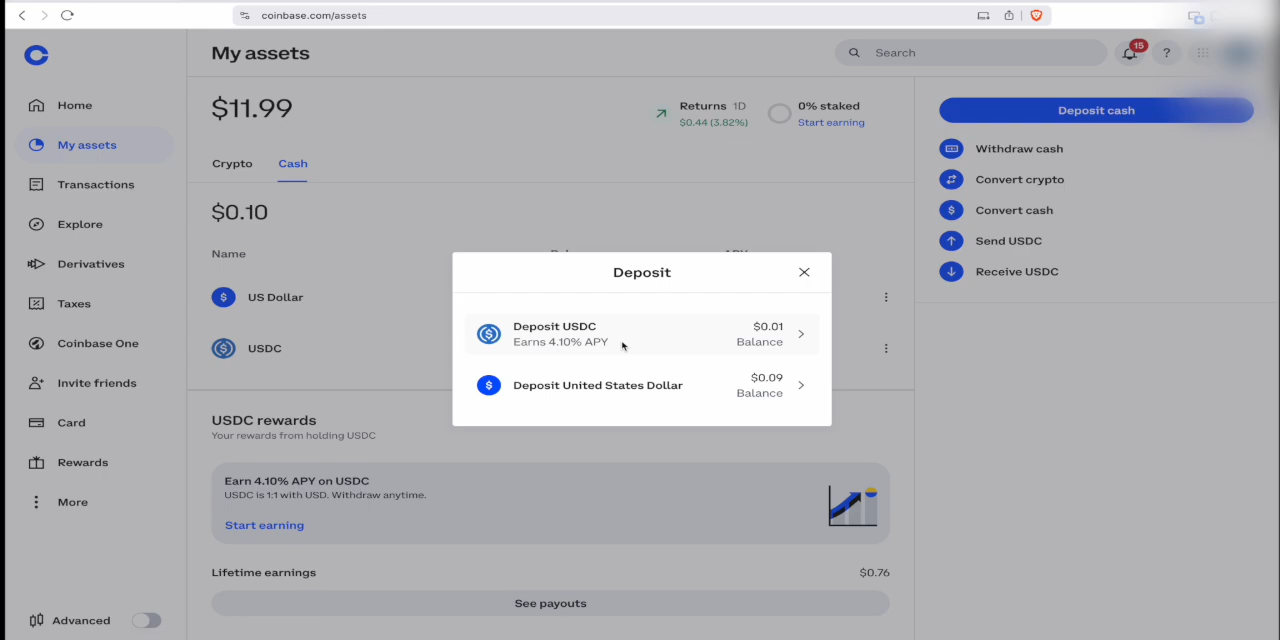 coinbase.com/assets
My assets
Search
15
?
Home
My assets
Transactions
Explore
Derivatives
Taxes
Coinbase One
Invite friends
Card
Rewards
More
Advanced
$11.99
Returns 1D
$0.44 (3.82%)
0% staked
Start earning
Crypto
Cash
$0.10
Name
US Dollar
USDC
Deposit
Deposit USDC
$0.01
Earns 4.10% APY
Balance
Deposit United States Dollar
$0.09
Balance
USDC rewards
Your rewards from holding USDC
Earn 4.10% APY on USDC
USDC is 1:1 with USD. Withdraw anytime.
Start earning
Lifetime earnings
$0.76
See payouts
Deposit cash
Withdraw cash
Convert crypto
Convert cash
Send USDC
Receive USDC